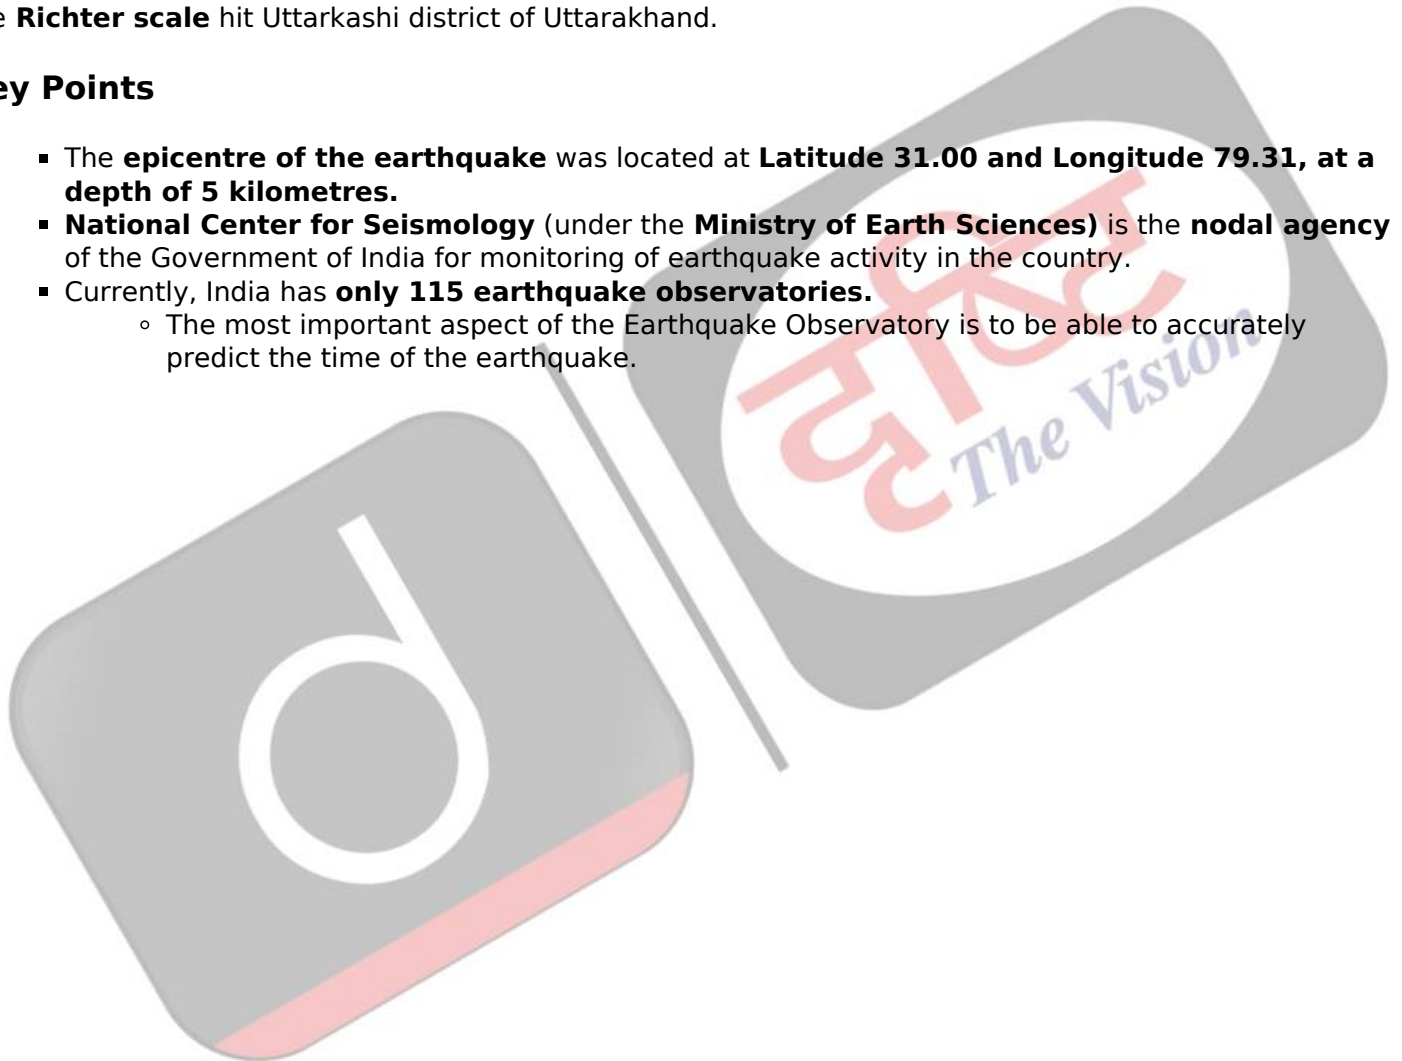 Richter scale hit Uttarkashi district of Uttarakhand.
Points
The epicentre of the earthquake was located at Latitude 31.00 and Longitude 79.31, at a
depth of 5 kilometres.
National Center for Seismology (under the Ministry of Earth Sciences) is the nodal agency
of the Government of India for monitoring of earthquake activity in the country.
Currently, India has only 115 earthquake observatories.
The most important aspect of the Earthquake Observatory is to be able to accurately
predict the time of the earthquake.
दृष्टि
The Vision
d